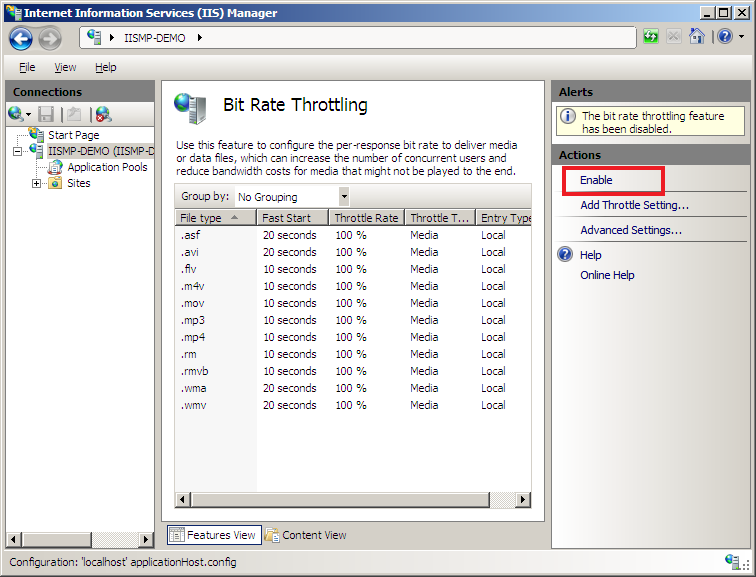 Internet Information Services (IIS) Manager
IISMP-DEMO
File View Help
Connections
Start Page
IISMP-DEMO (IISMP-D
Application Pools
Sites
Bit Rate Throttling
Use this feature to configure the per-response bit rate to deliver media
or data files, which can increase the number of concurrent users and
reduce bandwidth costs for media that might not be played to the end.
Group by: No Grouping
File type Fast Start Throttle Rate Throttle T... Entry Type
.asf 20 seconds 100 % Media Local
.avi 20 seconds 100 % Media Local
.flv 10 seconds 100 % Media Local
.m4v 10 seconds 100 % Media Local
.mov 10 seconds 100 % Media Local
.mp3 10 seconds 100 % Media Local
.mp4 10 seconds 100 % Media Local
.rm 10 seconds 100 % Media Local
.rmvb 10 seconds 100 % Media Local
.wma 20 seconds 100 % Media Local
.wmv 20 seconds 100 % Media Local
Features View Content View
Alerts
The bit rate throttling feature
has been disabled.
Actions
Enable
Add Throttle Setting...
Advanced Settings...
Help
Online Help
Configuration: 'localhost' applicationHost.config